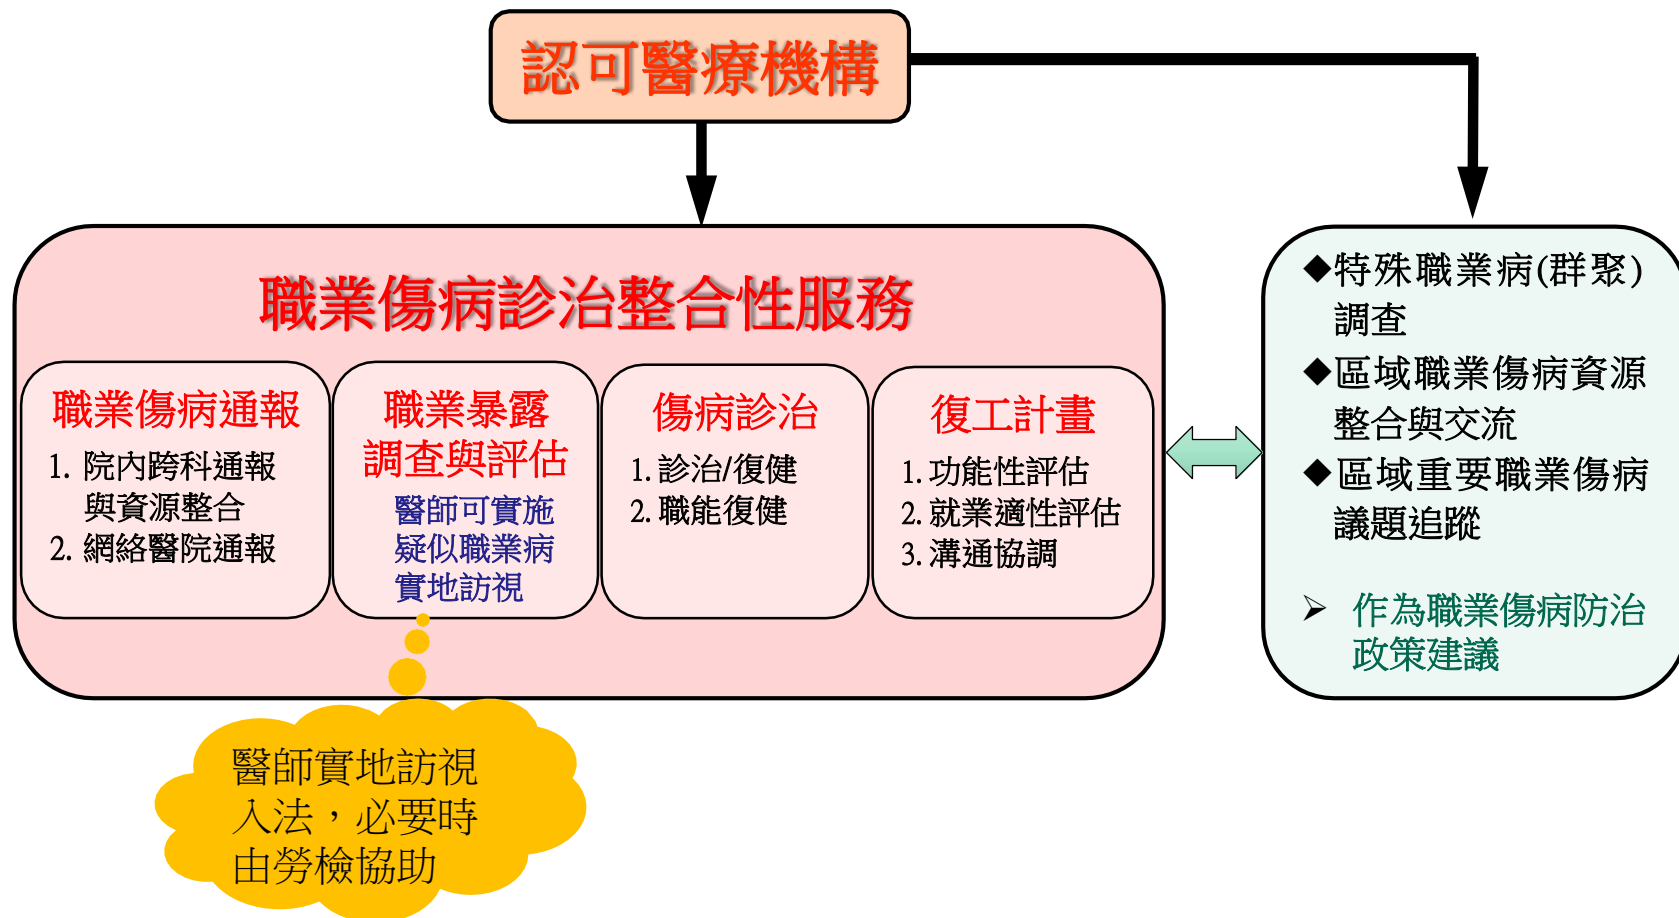 認可醫療機構
職業傷病診治整合性服務
職業傷病通報
1. 院內跨科通報
與資源整合
2. 網絡醫院通報
職業暴露
調查與評估
醫師可實施
疑似職業病
實地訪視
傷病診治
1. 診治/復健
2. 職能復健
復工計畫
1. 功能性評估
2. 就業適性評估
3. 溝通協調
◆特殊職業病(群聚)
調查
◆區域職業傷病資源
整合與交流
◆區域重要職業傷病
議題追蹤
➢ 作為職業傷病防治
政策建議
醫師實地訪視
入法，必要時
由勞檢協助